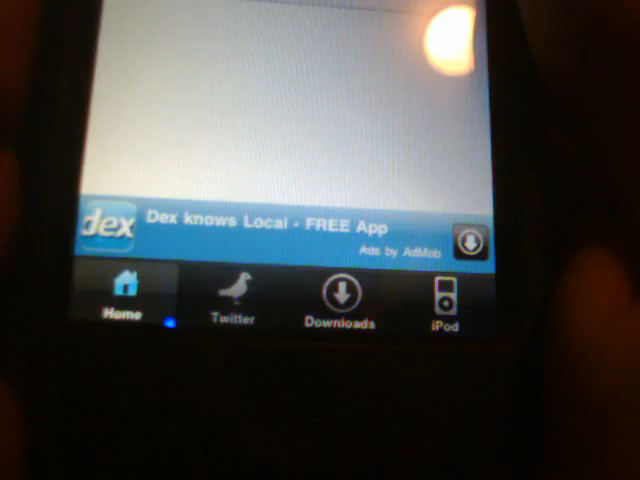 dex
Dex knows Local - FREE App
Ads by AdMob
Home
Twitter
Downloads
iPod